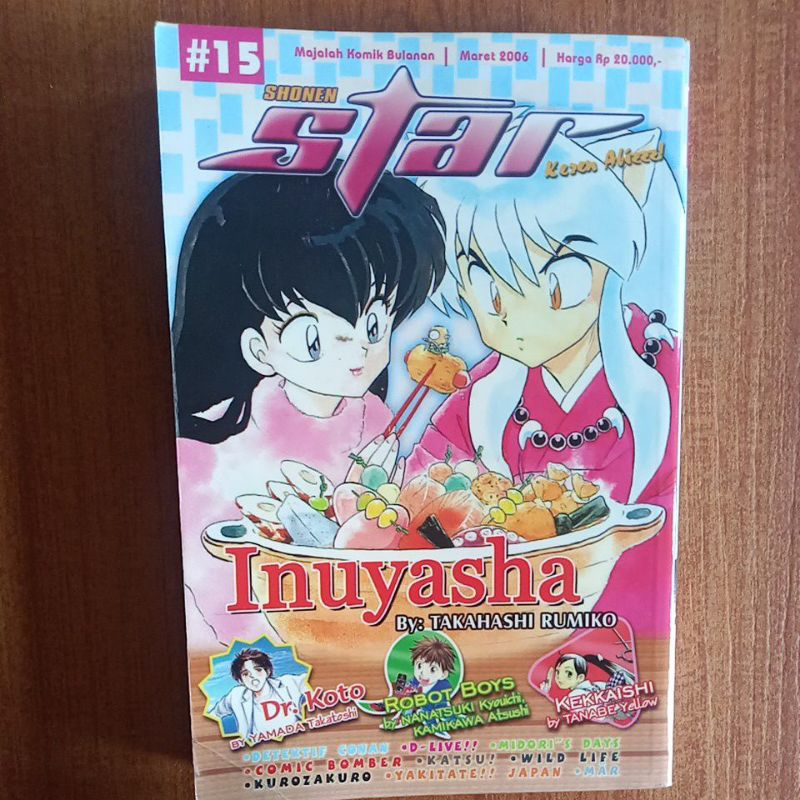 #15
Majalah Komik Bulanan | Maret 2006 | Harga Rp 20.000,-
SHONEN
star
Keren Abizzz!
Inuyasha
By: TAKAHASHI RUMIKO
Dr. Koto
BY YAMADA Takatoshi
ROBOT BOYS
by NANATSUKI Kyouichi,
KAMIKAWA Atsushi
KEKKAISHI
by TANABE Yellow
•DETEKTIF CONAN •D-LIVE!! •MIDORI"S DAYS
•COMIC BOMBER •KATSU! •WILD LIFE
•KUROZAKURO •YAKITATE!! JAPAN •MAR